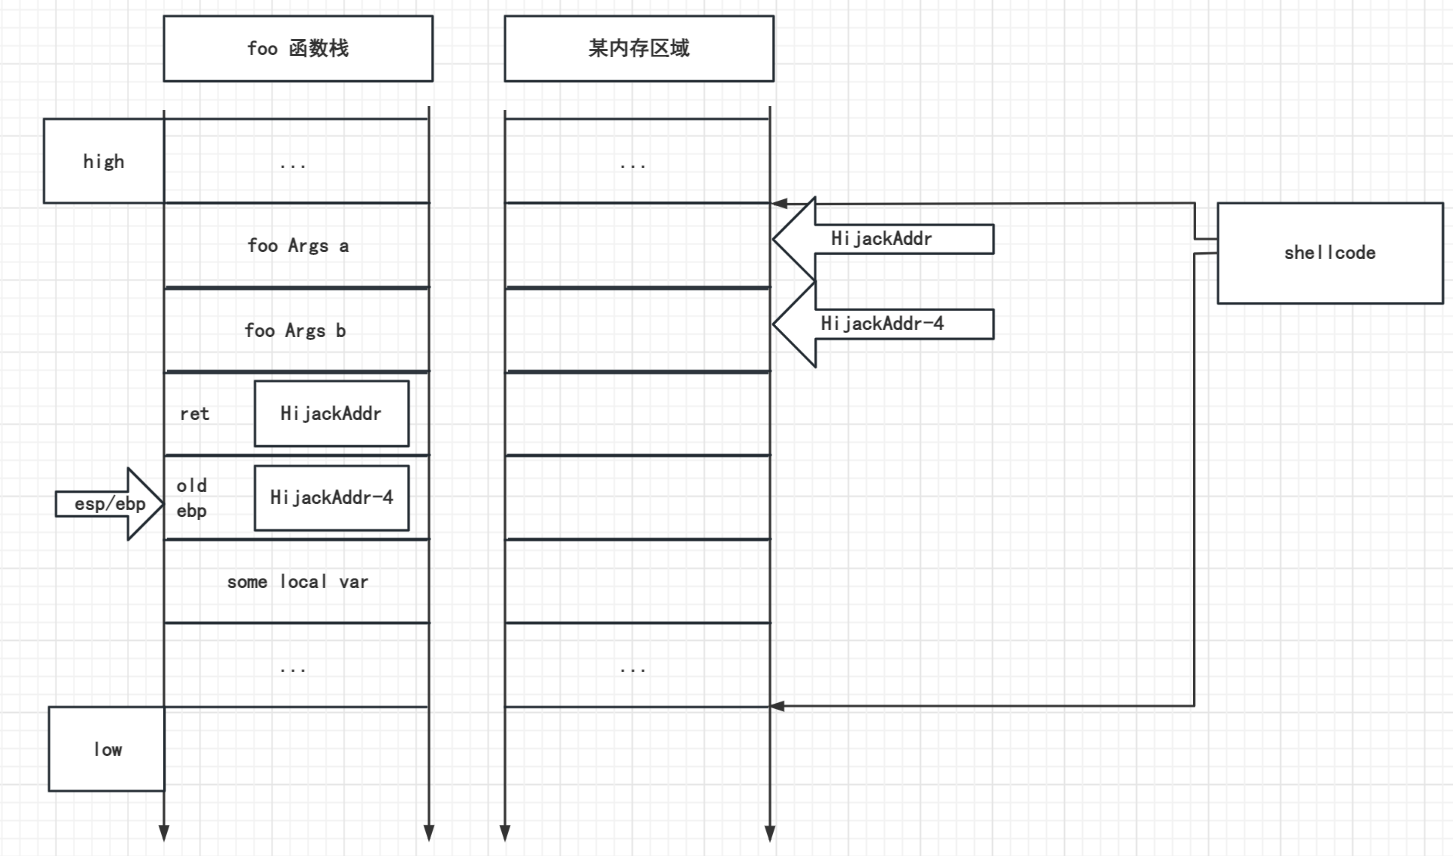 foo 函数栈
某内存区域
high
...
...
foo Args a
HijackAddr
shellcode
foo Args b
HijackAddr-4
ret
HijackAddr
esp/ebp
old
ebp
HijackAddr-4
some local var
...
...
low